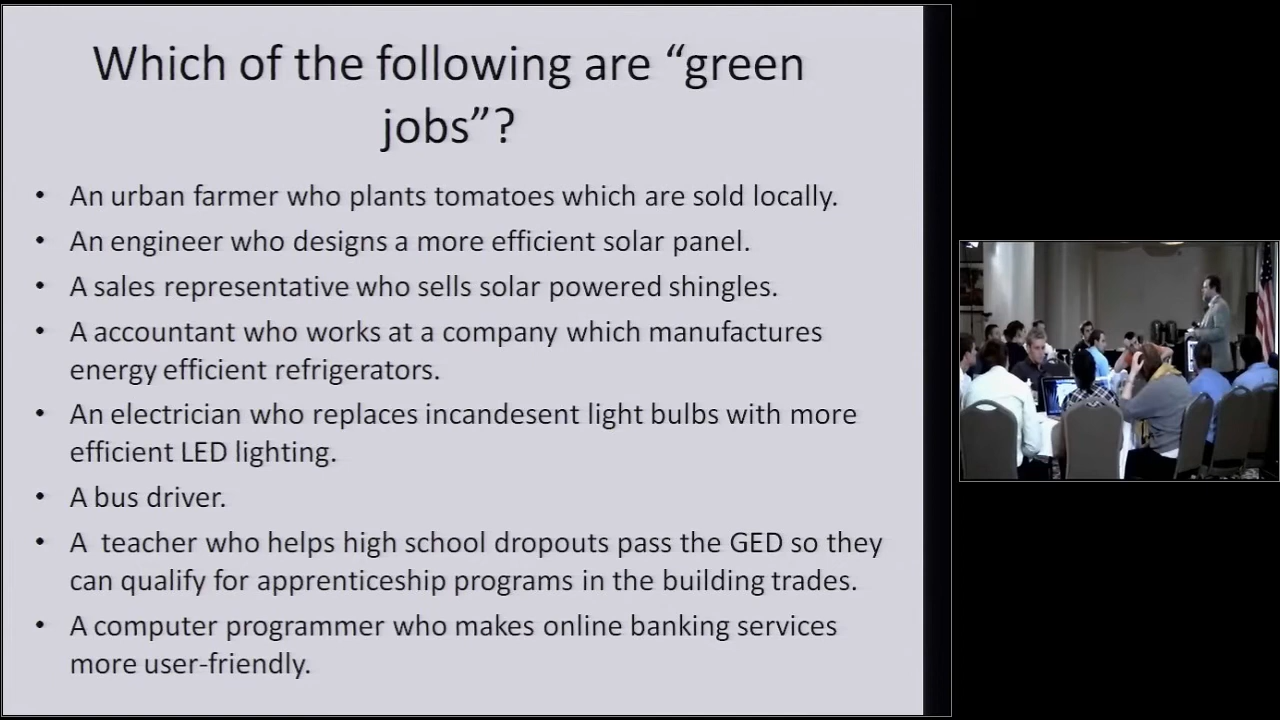 Which of the following are “green
jobs”?
• An urban farmer who plants tomatoes which are sold locally.
• An engineer who designs a more efficient solar panel.
• A sales representative who sells solar powered shingles.
• A accountant who works at a company which manufactures
energy efficient refrigerators.
• An electrician who replaces incandesent light bulbs with more
efficient LED lighting.
• A bus driver.
• A  teacher who helps high school dropouts pass the GED so they
can qualify for apprenticeship programs in the building trades.
• A computer programmer who makes online banking services
more user-friendly.